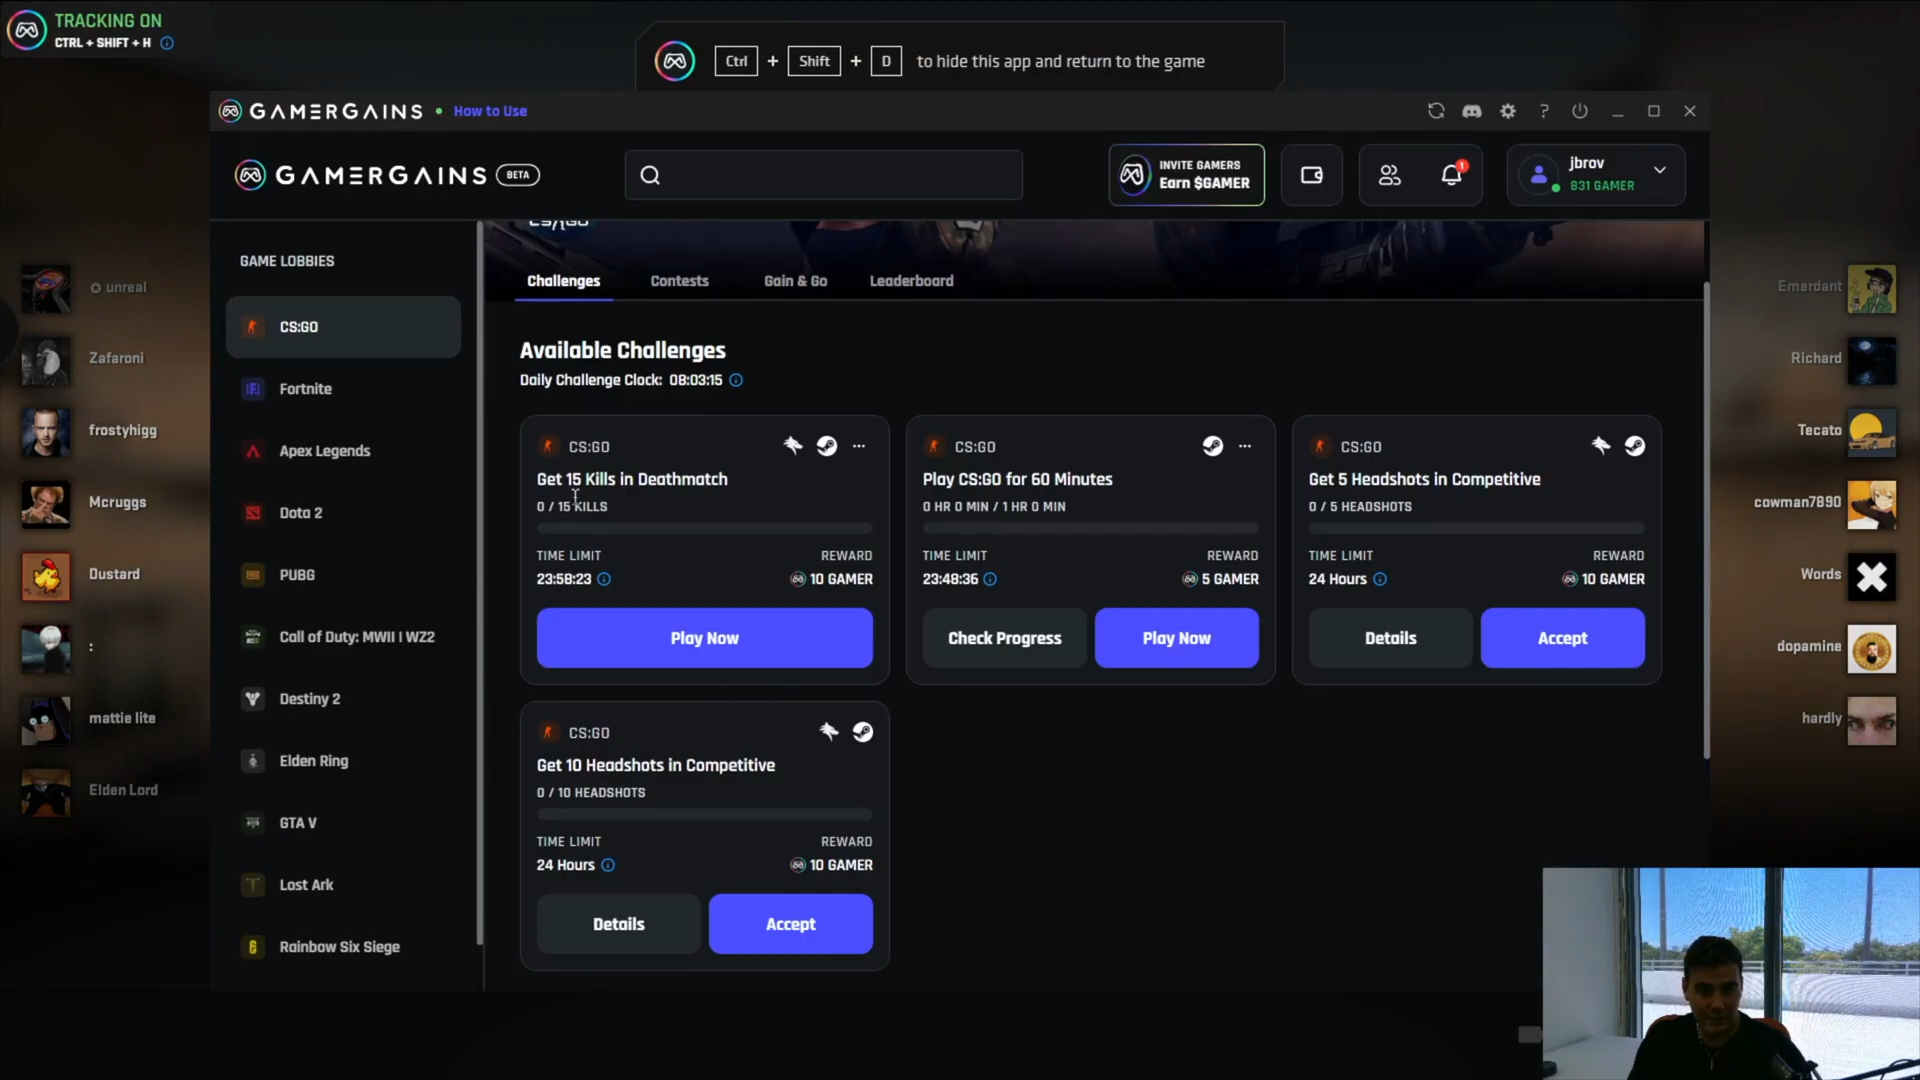 TRACKING ON
CTRL + SHIFT + H
Ctrl + Shift + D to hide this app and return to the game
GAMERGAINS • How to Use
GAMERGAINS BETA
INVITE GAMERS
Earn $GAMER
1
jbrov
831 GAMER
GAME LOBBIES
CS:GO
Fortnite
Apex Legends
Dota 2
PUBG
Call of Duty: MWII | WZ2
Destiny 2
Elden Ring
GTA V
Lost Ark
Rainbow Six Siege
CS:GO
Challenges Contests Gain & Go Leaderboard
Available Challenges
Daily Challenge Clock: 08:03:15
CS:GO
Get 15 Kills in Deathmatch
0 / 15 KILLS
TIME LIMIT REWARD
23:58:23 10 GAMER
Play Now
CS:GO
Play CS:GO for 60 Minutes
0 HR 0 MIN / 1 HR 0 MIN
TIME LIMIT REWARD
23:48:36 5 GAMER
Check Progress Play Now
CS:GO
Get 5 Headshots in Competitive
0 / 5 HEADSHOTS
TIME LIMIT REWARD
24 Hours 10 GAMER
Details Accept
CS:GO
Get 10 Headshots in Competitive
0 / 10 HEADSHOTS
TIME LIMIT REWARD
24 Hours 10 GAMER
Details Accept
unreal
Zafaroni
frostyhigg
Mcruggs
Dustard
:
mattie lite
Elden Lord
Emerdant
Richard
Tecato
cowman7890
Words
dopamine
hardly